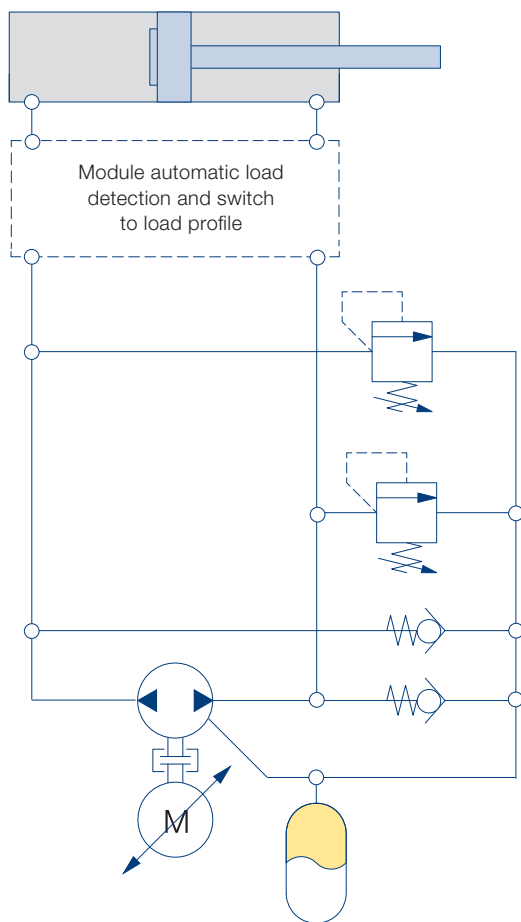 Module automatic load
detection and switch
to load profile
M